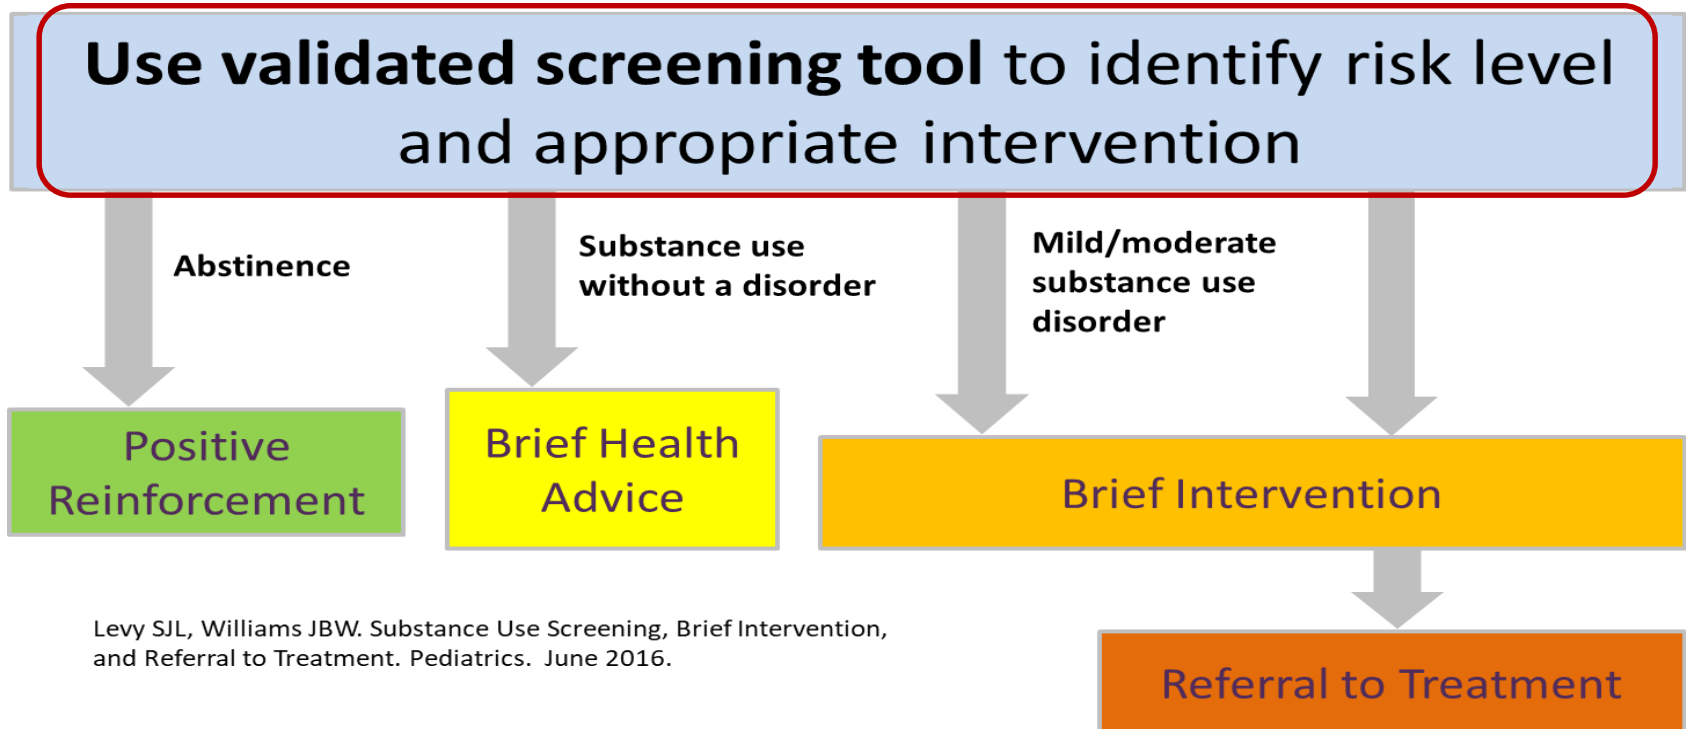 Use validated screening tool to identify risk level
and appropriate intervention
Abstinence
Substance use
without a disorder
Mild/moderate
substance use
disorder
Positive
Reinforcement
Brief Health
Advice
Brief Intervention
Levy SJL, Williams JBW. Substance Use Screening, Brief Intervention,
and Referral to Treatment. Pediatrics.  June 2016.
Referral to Treatment